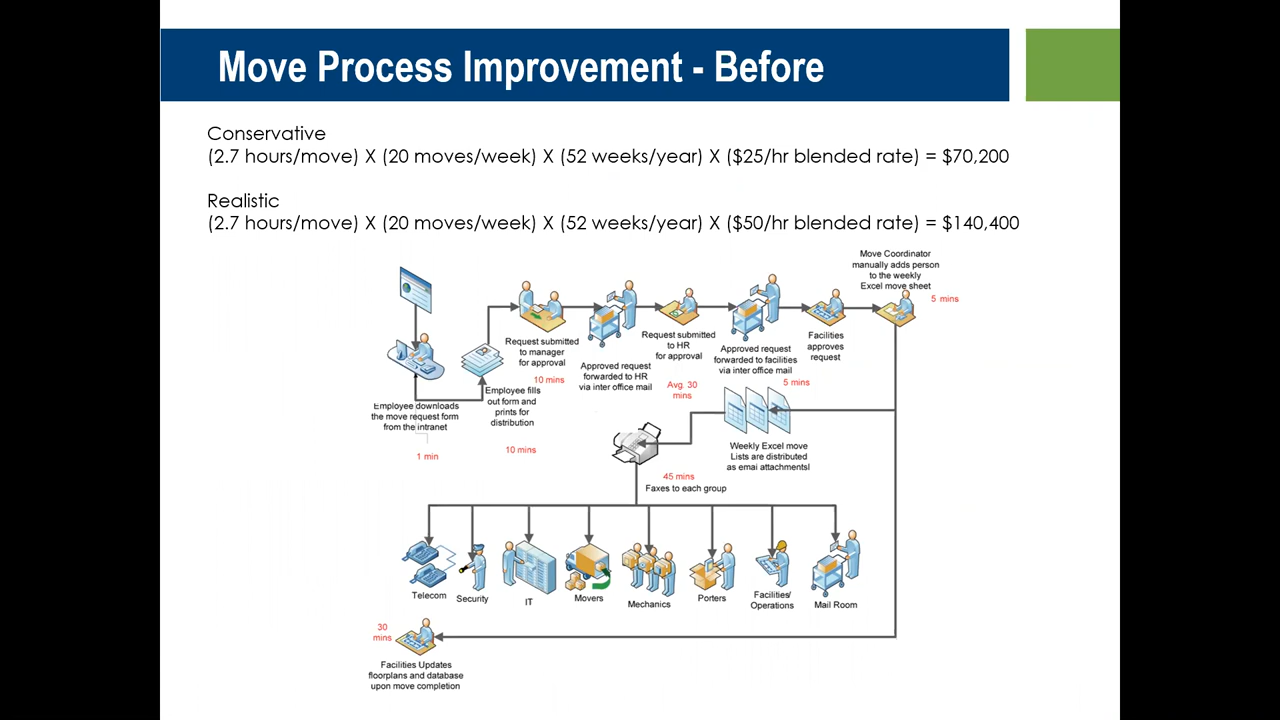 Move Process Improvement - Before
Conservative
(2.7 hours/move) X (20 moves/week) X (52 weeks/year) X ($25/hr blended rate) = $70,200
Realistic
(2.7 hours/move) X (20 moves/week) X (52 weeks/year) X ($50/hr blended rate) = $140,400
Employee downloads
the move request form
from the intranet
1 min
Employee fills
out form and
prints for
distribution
10 mins
Request submitted
to manager
for approval
10 mins
Approved request
forwarded to HR
via inter office mail
Request submitted
to HR
for approval
Avg. 30
mins
Approved request
forwarded to facilities
via inter office mail
5 mins
Facilities
approves
request
Move Coordinator
manually adds person
to the weekly
Excel move sheet
5 mins
Weekly Excel move
Lists are distributed
as emai attachments!
45 mins
Faxes to each group
Telecom
Security
IT
Movers
Mechanics
Porters
Facilities/
Operations
Mail Room
30
mins
Facilities Updates
floorplans and database
upon move completion